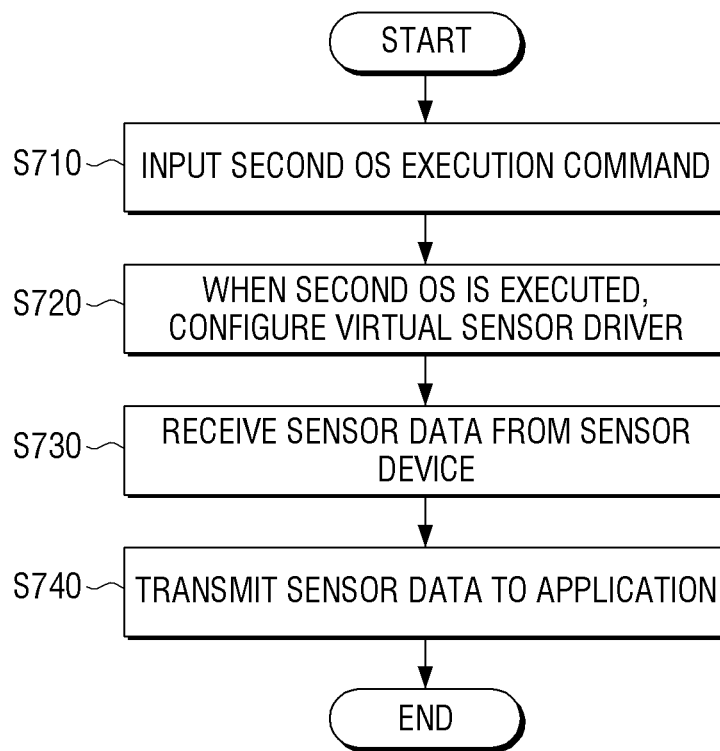 START
S710
INPUT SECOND OS EXECUTION COMMAND
S720
WHEN SECOND OS IS EXECUTED,
CONFIGURE VIRTUAL SENSOR DRIVER
S730
RECEIVE SENSOR DATA FROM SENSOR
DEVICE
S740
TRANSMIT SENSOR DATA TO APPLICATION
END